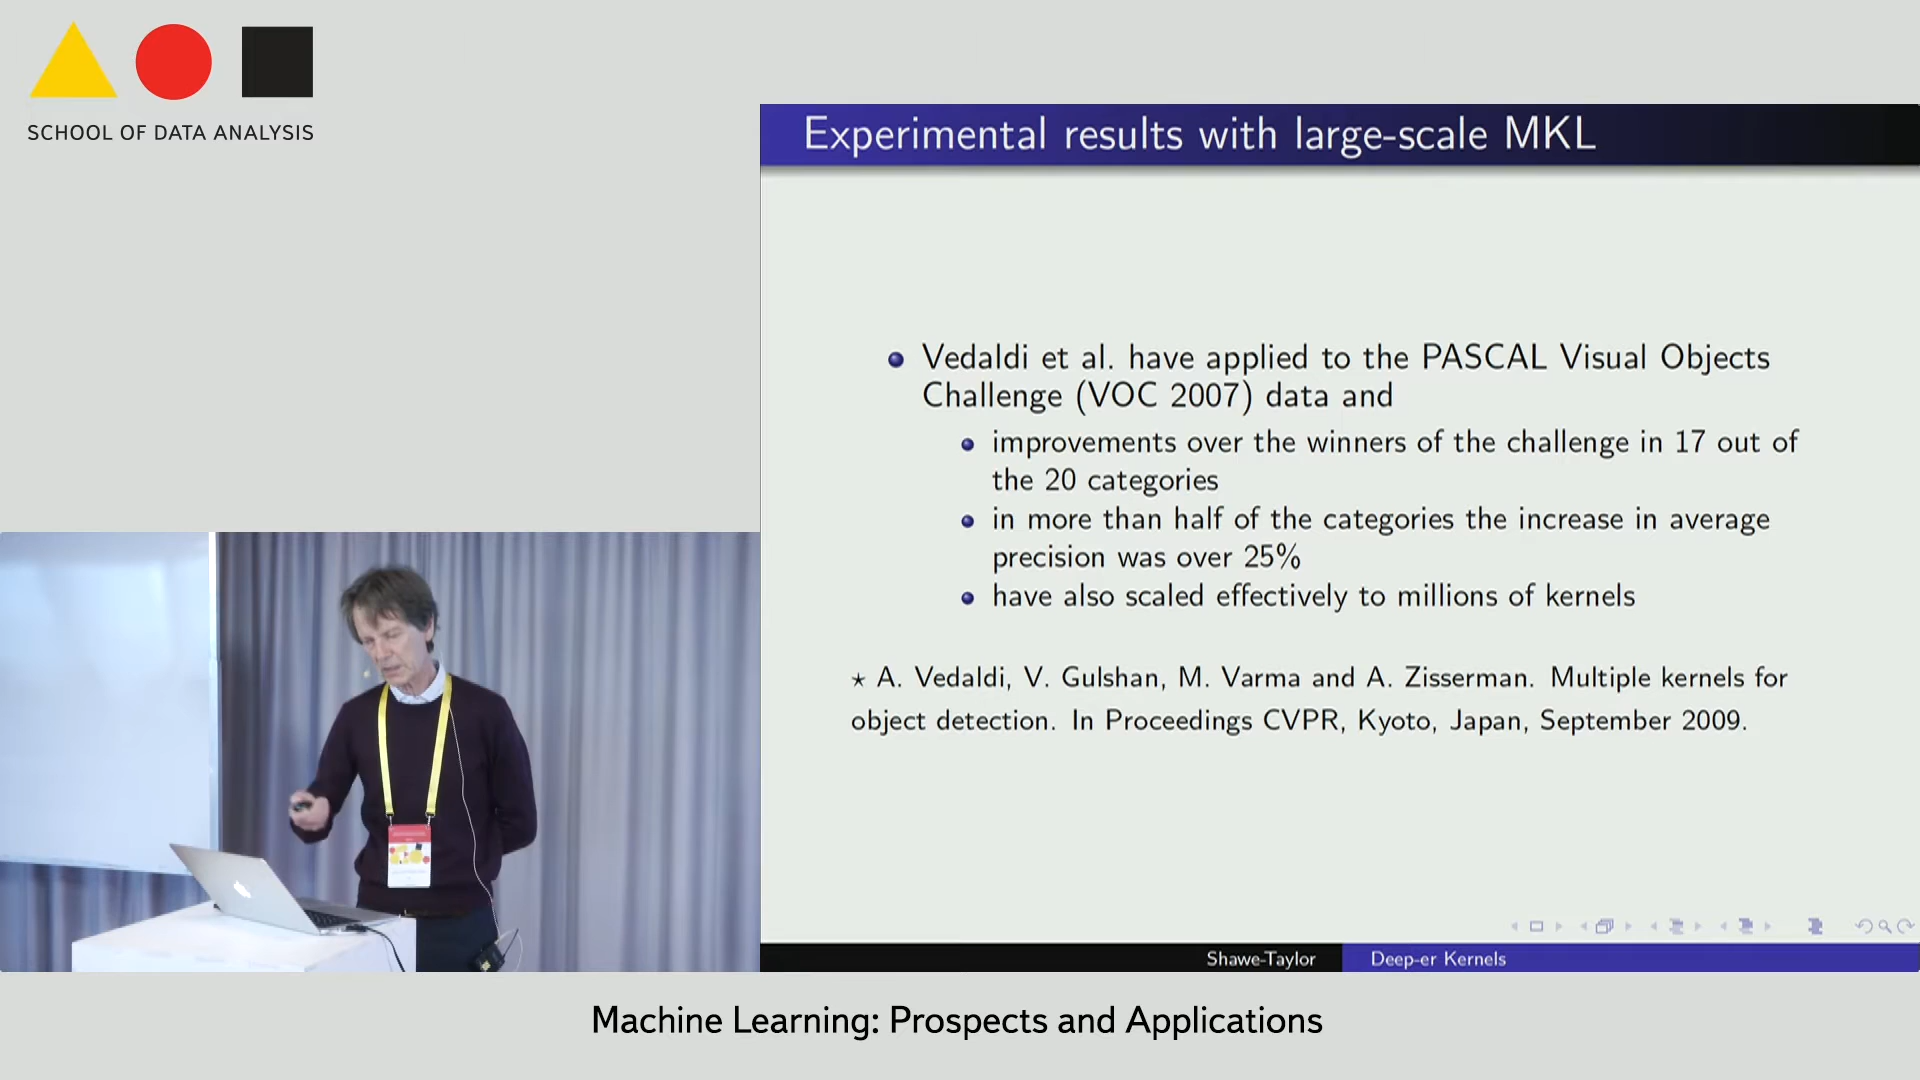 SCHOOL OF DATA ANALYSIS
Experimental results with large-scale MKL
Vedaldi et al. have applied to the PASCAL Visual Objects
Challenge (VOC 2007) data and
improvements over the winners of the challenge in 17 out of
the 20 categories
in more than half of the categories the increase in average
precision was over 25%
have also scaled effectively to millions of kernels
⋆ A. Vedaldi, V. Gulshan, M. Varma and A. Zisserman. Multiple kernels for
object detection. In Proceedings CVPR, Kyoto, Japan, September 2009.
Shawe-Taylor
Deep-er Kernels
Machine Learning: Prospects and Applications